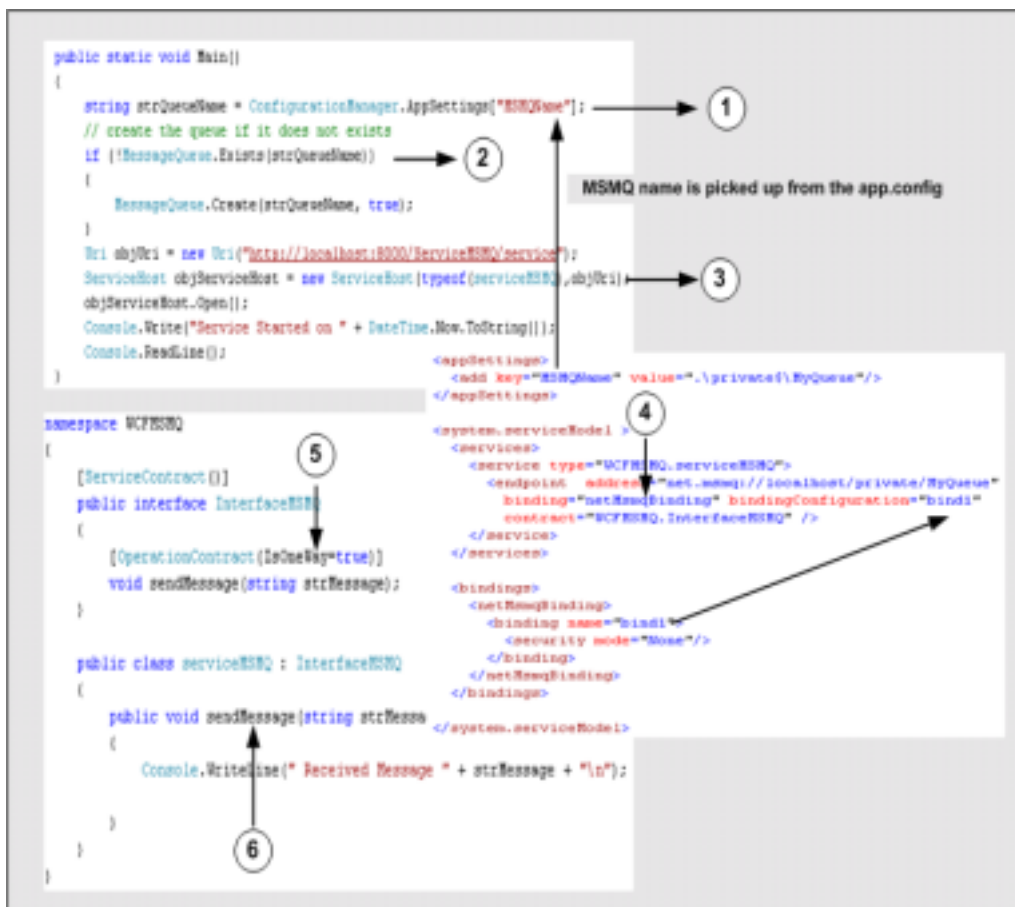 public static void Main()
{
string strQueueName = ConfigurationManager.AppSettings["MSMQName"];
1
// create the queue if it does not exists
if (!MessageQueue.Exists(strQueueName))
2
{
MessageQueue.Create(strQueueName, true);
}
MSMQ name is picked up from the app.config
Uri objUri = new Uri("http://localhost:8000/ServiceMSMQ/service");
ServiceHost objServiceHost = new ServiceHost(typeof(serviceMSMQ),objUri);
3
objServiceHost.Open();
Console.Write("Service Started on " + DateTime.Now.ToString());
Console.ReadLine();
}
<appSettings>
<add key="MSMQName" value=".\private$\MyQueue"/>
</appSettings>
4
<system.serviceModel >
<services>
<service type="WCFMSMQ.serviceMSMQ">
<endpoint address="net.msmq://localhost/private/MyQueue"
binding="netMsmqBinding" bindingConfiguration="bind1"
contract="WCFMSMQ.InterfaceMSMQ" />
</service>
</services>
<bindings>
<netMsmqBinding>
<binding name="bind1">
<security mode="None"/>
</binding>
</netMsmqBinding>
</bindings>
</system.serviceModel>
namespace WCFMSMQ
{
5
[ServiceContract()]
public interface InterfaceMSMQ
{
[OperationContract(IsOneWay=true)]
void sendMessage(string strMessage);
}
public class serviceMSMQ : InterfaceMSMQ
{
public void sendMessage(string strMessa
{
Console.WriteLine(" Received Message " + strMessage + "\n");
}
6
}
}